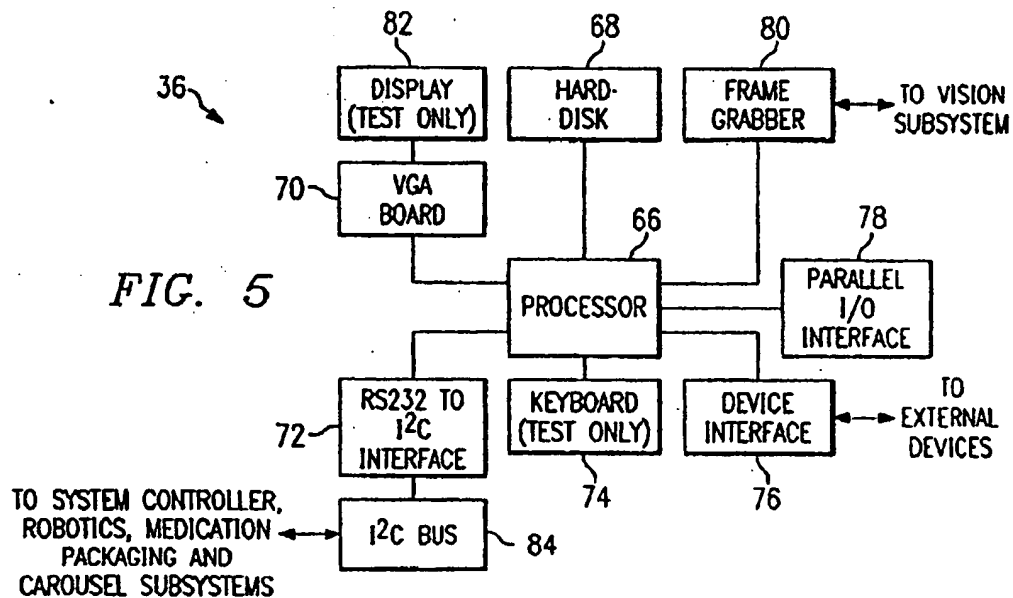 82
68
80
36
DISPLAY
(TEST ONLY)
HARD-
DISK
FRAME
GRABBER
TO VISION
SUBSYSTEM
70
VGA
BOARD
66
78
FIG. 5
PROCESSOR
PARALLEL
I/O
INTERFACE
72
RS232 TO
I²C
INTERFACE
KEYBOARD
(TEST ONLY)
DEVICE
INTERFACE
TO
EXTERNAL
DEVICES
74
76
TO SYSTEM CONTROLLER,
ROBOTICS, MEDICATION
PACKAGING AND
CAROUSEL SUBSYSTEMS
I²C BUS
84